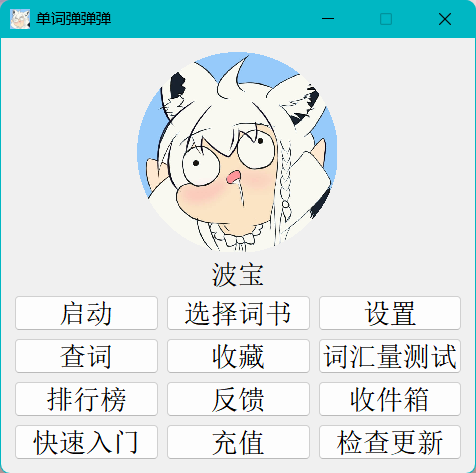 单词弹弹弹
波宝
启动 选择词书 设置
查词 收藏 词汇量测试
排行榜 反馈 收件箱
快速入门 充值 检查更新